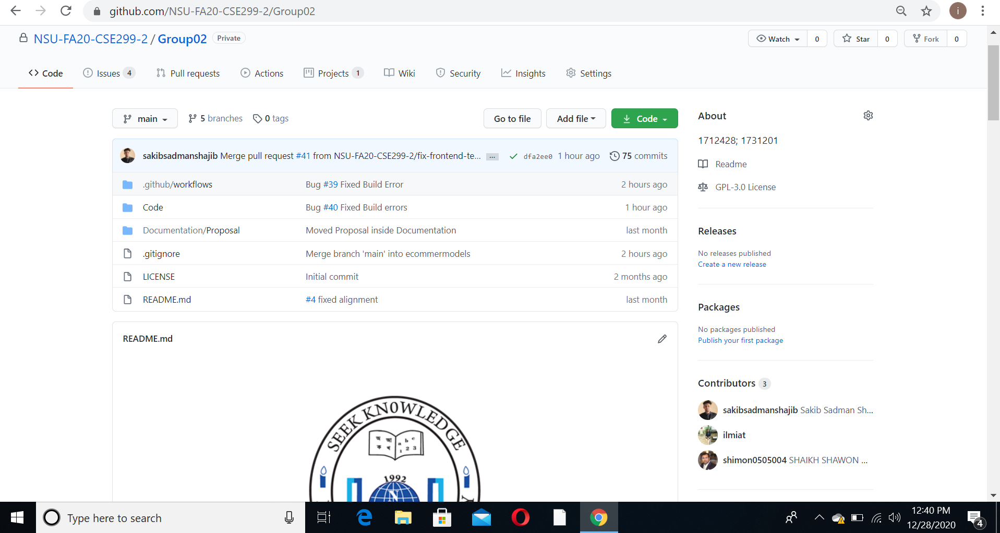 github.com/NSU-FA20-CSE299-2/Group02
i
NSU-FA20-CSE299-2 / Group02 Private
Watch 0 Star 0 Fork 0
Code Issues 4 Pull requests Actions Projects 1 Wiki Security Insights Settings
main 5 branches 0 tags Go to file Add file Code
sakibsadmanshajib Merge pull request #41 from NSU-FA20-CSE299-2/fix-frontend-te... ... dfa2ee0 1 hour ago 75 commits
.github/workflows Bug #39 Fixed Build Error 2 hours ago
Code Bug #40 Fixed Build errors 1 hour ago
Documentation/Proposal Moved Proposal inside Documentation last month
.gitignore Merge branch 'main' into ecommermodels 2 hours ago
LICENSE Initial commit 2 months ago
README.md #4 fixed alignment last month
README.md
SEEK KN0WLEDGE
অ আ a b c
ক খ 1 2 3
1992
N
Y
About
1712428; 1731201
Readme
GPL-3.0 License
Releases
No releases published
Create a new release
Packages
No packages published
Publish your first package
Contributors 3
sakibsadmanshajib Sakib Sadman Sh...
ilmiat
shimon0505004 SHAIKH SHAWON ...
Type here to search
12:40 PM
12/28/2020
4